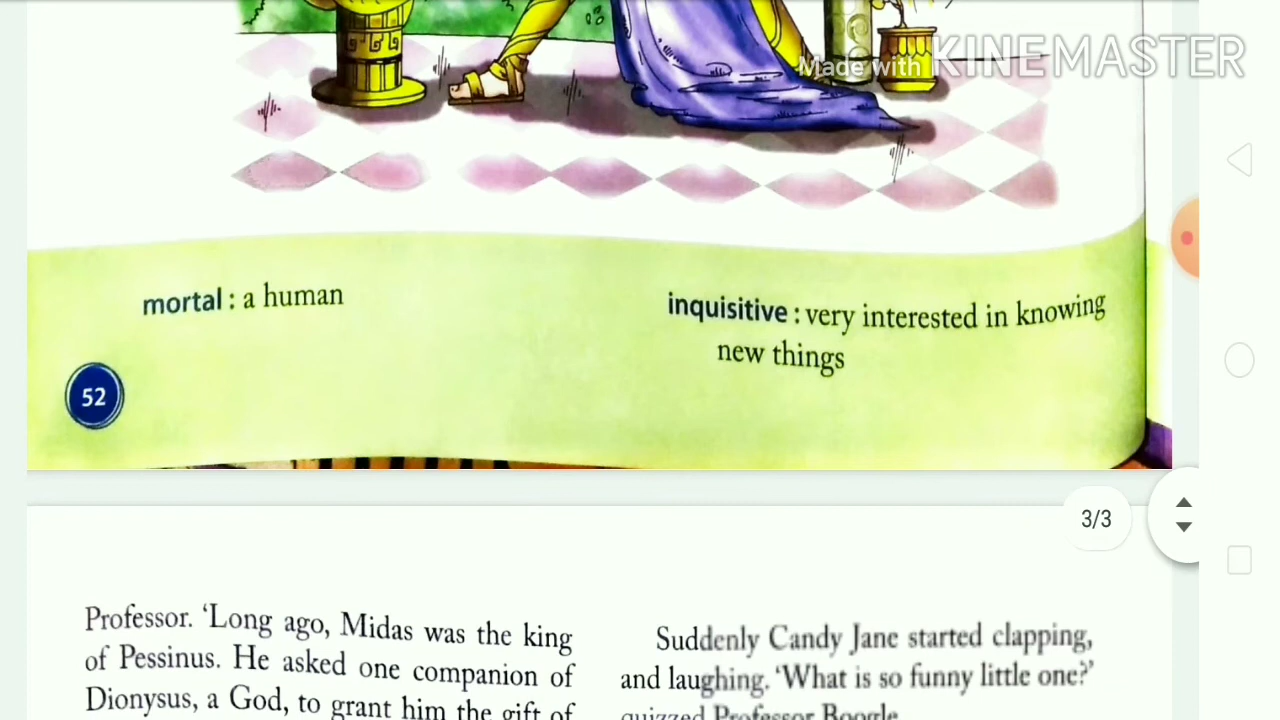 Made with KINEMASTER
mortal : a human
inquisitive : very interested in knowing
new things
52
3/3
Professor. ‘Long ago, Midas was the king
of Pessinus. He asked one companion of
Dionysus, a God, to grant him the gift of
Suddenly Candy Jane started clapping,
and laughing. ‘What is so funny little one?’
quizzed Professor Boogle